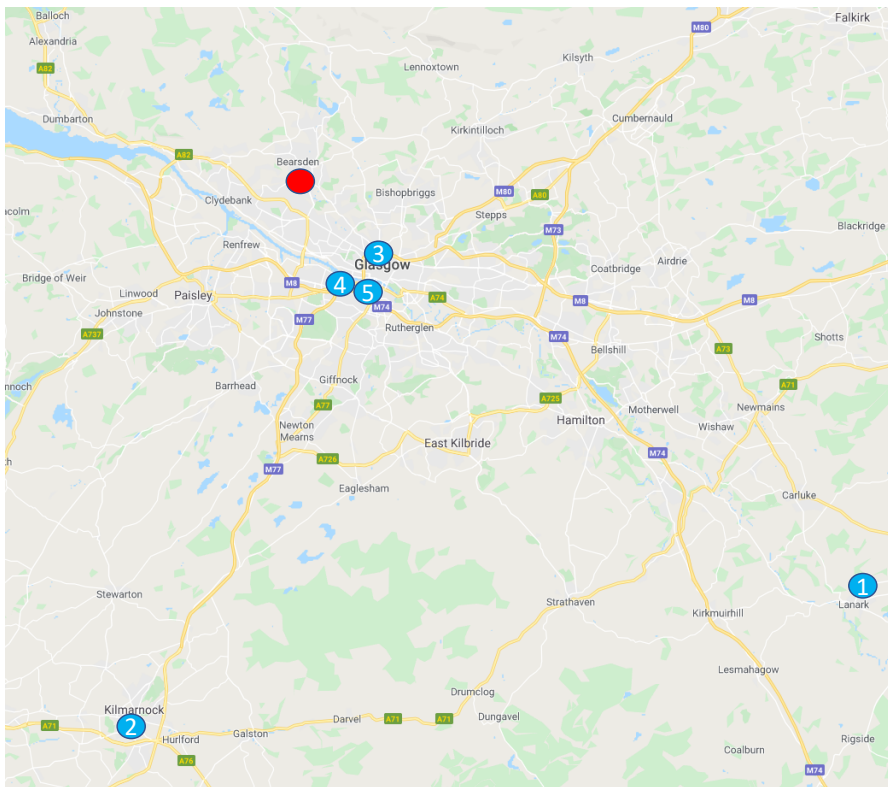 Balloch
Falkirk
M80
Alexandria
Kilsyth
A82
Lennoxtown
Dumbarton
Cumbernauld
Kirkintilloch
A82
Bearsden
M80
A80
Bishopbriggs
Clydebank
acolm
Stepps
Blackridge
M73
Renfrew
3
Glasgow
Airdrie
Coatbridge
Bridge of Weir
M8
4
5
Linwood
Paisley
A74
M8
M8
M74
Johnstone
M77
Rutherglen
A737
M74
Shotts
Bellshill
A73
nnoch
Barrhead
Giffnock
A71
A77
A725
Motherwell
Newmains
Hamilton
Newton
Mearns
Wishaw
East Kilbride
M74
A726
ch
M77
Eaglesham
Carluke
1
Stewarton
Strathaven
Lanark
Kirkmuirhill
Lesmahagow
Drumclog
Kilmarnock
Dungavel
Darvel
A71
A71
A71
2
Galston
Hurlford
Rigside
Coalburn
A76
M74